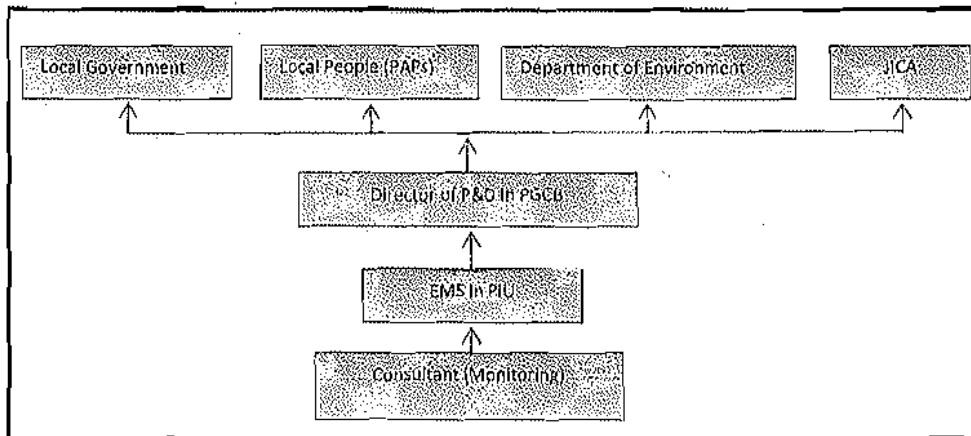 Local Government
Local People (PAPs)
Department of Environment
JICA
Director of P&D in PGCB
EMS in PIU
Consultant (Monitoring)